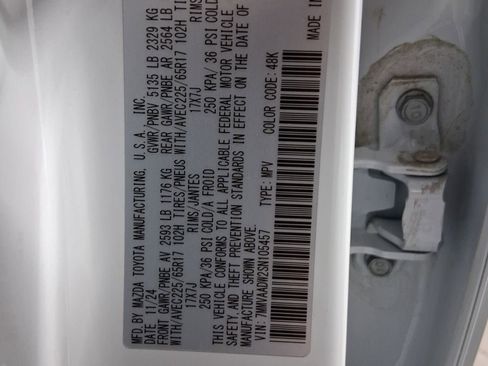 MFD. BY MAZDA TOYOTA MANUFACTURING, U.S.A., INC.
DATE 11/24 GVWR/PNBV 5135 LB 2329 KG
FRONT GAWR/PNBE AV 2593 LB 1176 KG REAR GAWR/PNBE AR 2564 LB
WITH/AVEC225/65R17 102H TIRES/PNEUS WITH/AVEC225/65R17 102H
17X7J RIMS/JANTES 17X7J
250 KPA/36 PSI COLD/A FROID 250 KPA/36 PSI COLD
THIS VEHICLE CONFORMS TO ALL APPLICABLE FEDERAL MOTOR VEHICLE
SAFETY, AND THEFT PREVENTION STANDARDS IN EFFECT ON THE DATE OF
MANUFACTURE SHOWN ABOVE.
VIN: 7MMVAADW2SN105457 TYPE: MPV COLOR CODE: 48K
MADE IN